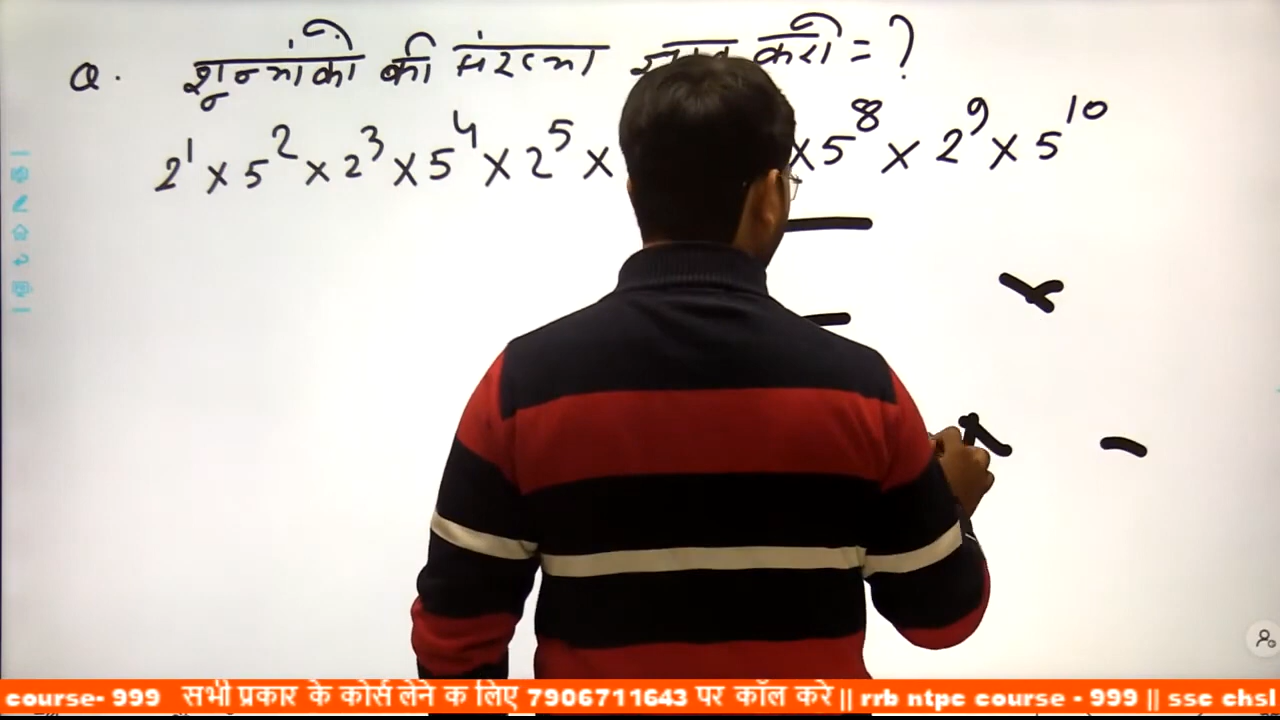 Q. शून्यांकों की संख्या ज्ञात करो = ?
2¹ × 5² × 2³ × 5⁴ × 2⁵ × × 5⁸ × 2⁹ × 5¹⁰
course- 999 सभी प्रकार के कोर्स लेने क लिए 7906711643 पर कॉल करे || rrb ntpc course - 999 || ssc chsl